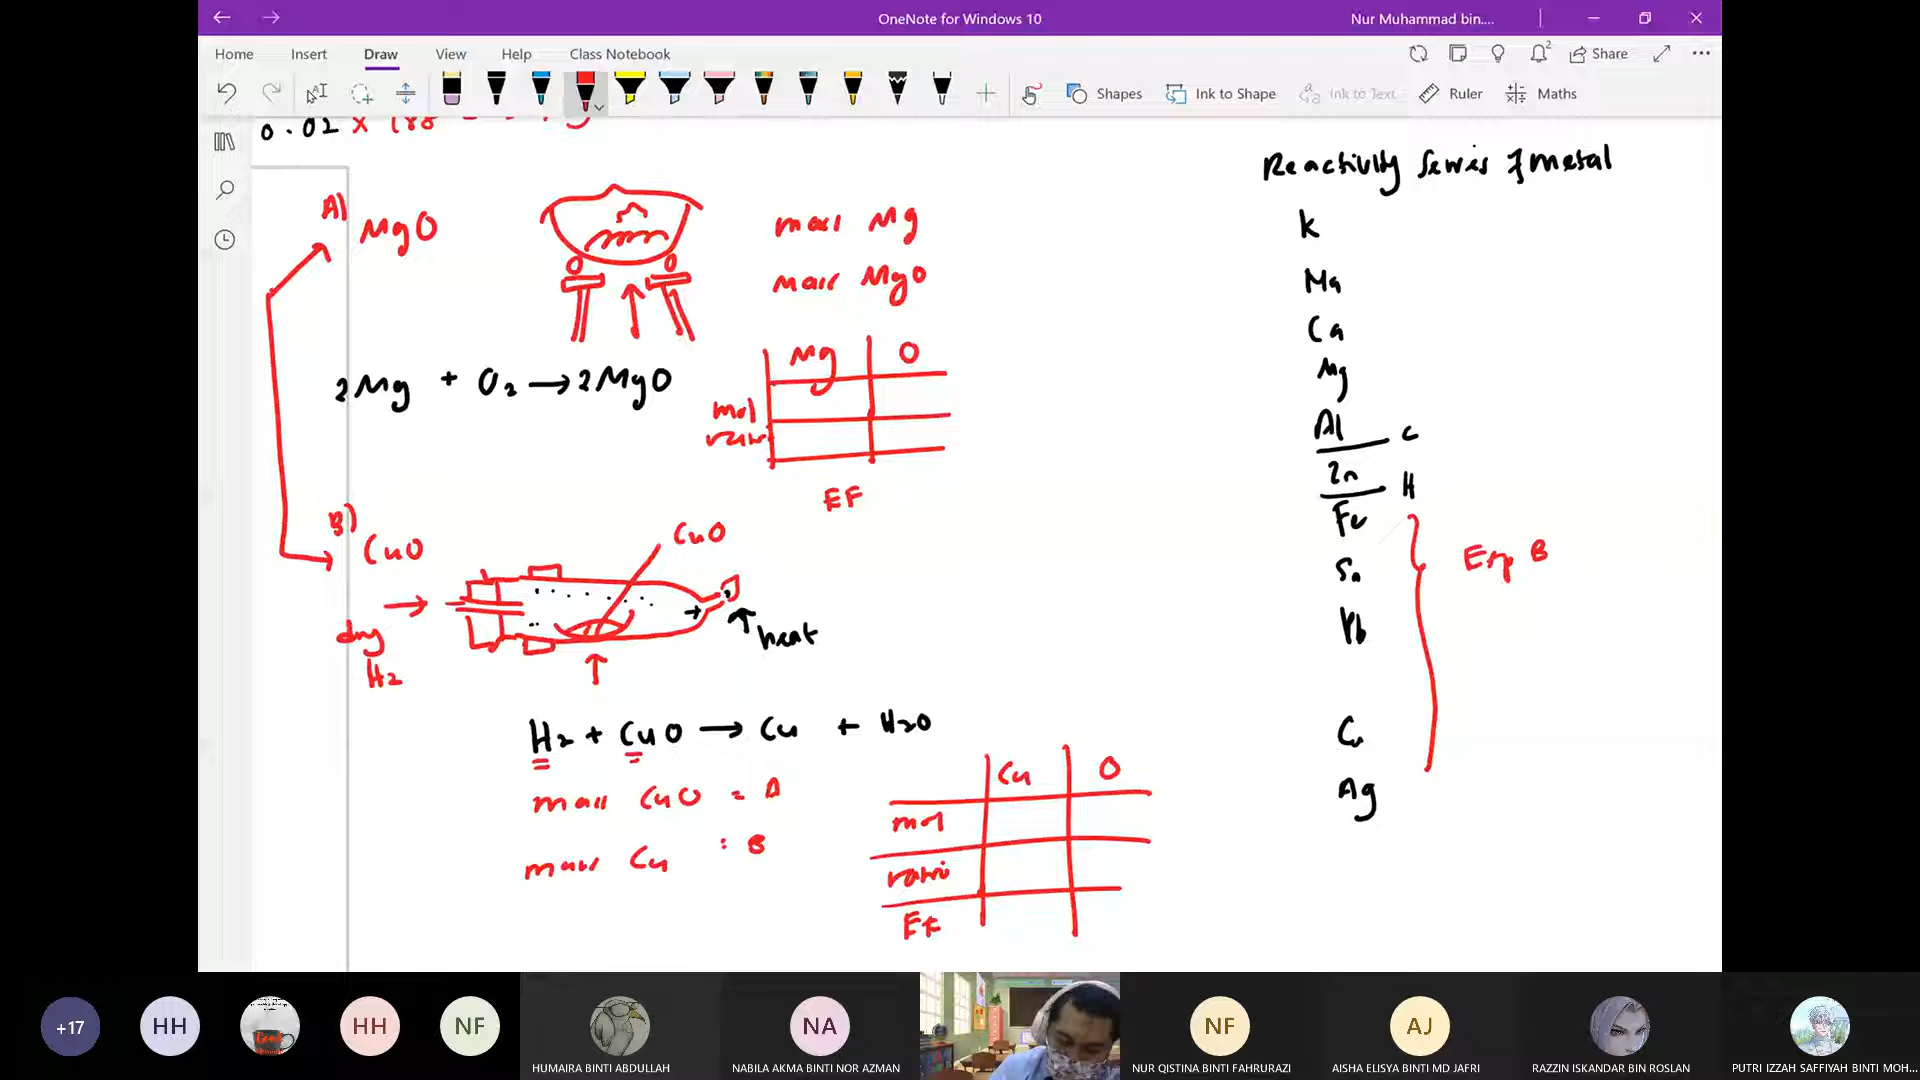 OneNote for Windows 10
Nur Muhammad bin....
Home Insert Draw View Help Class Notebook
2
Share
Shapes
Ink to Shape
Ink to Text
Ruler
Maths
0.02 x 188
Reactivity Series of metal
A)
MgO
mass Mg
mass MgO
2Mg + O2 → 2MgO
Mg O
mol
EF
B)
CuO
CuO
dry
H2
heat
H2 + CuO → Cu + H2O
mass CuO = A
mass Cu : B
Cu O
mol
ratio
EF
K
Na
Ca
Mg
Al C
Zn H
Fe
Sn
Pb
Cu
Ag
Exp B
+17
HH
HH
NF
NA
NF
AJ
HUMAIRA BINTI ABDULLAH
NABILA AKMA BINTI NOR AZMAN
NUR QISTINA BINTI FAHRURAZI
AISHA ELISYA BINTI MD JAFRI
RAZZIN ISKANDAR BIN ROSLAN
PUTRI IZZAH SAFFIYAH BINTI MOH...